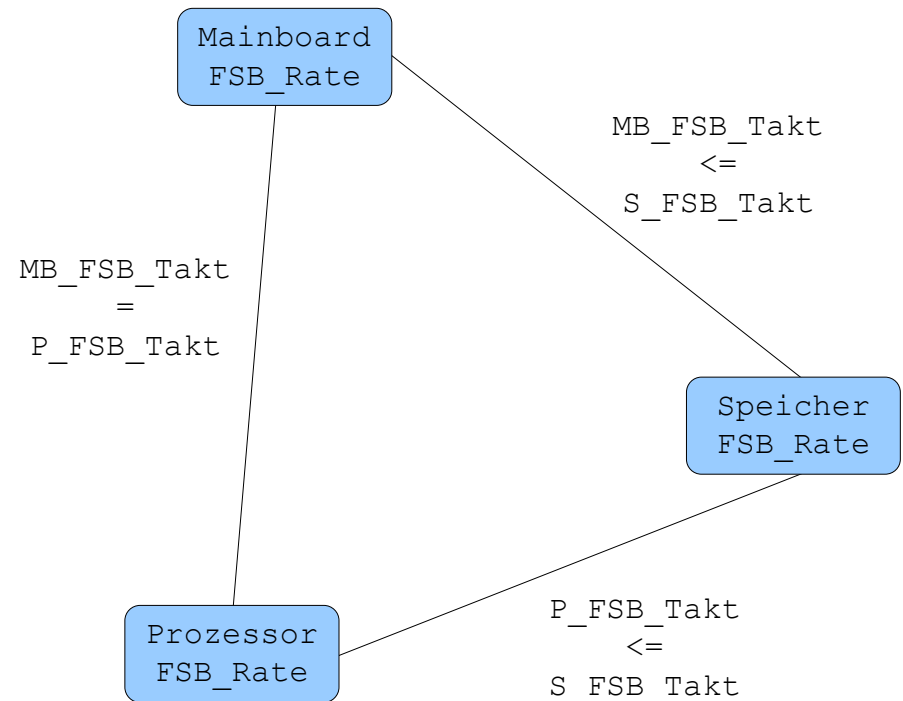 Mainboard
FSB_Rate
MB_FSB_Takt
<=
S_FSB_Takt
MB_FSB_Takt
=
P_FSB_Takt
Speicher
FSB_Rate
Prozessor
FSB_Rate
P_FSB_Takt
<=
S FSB Takt